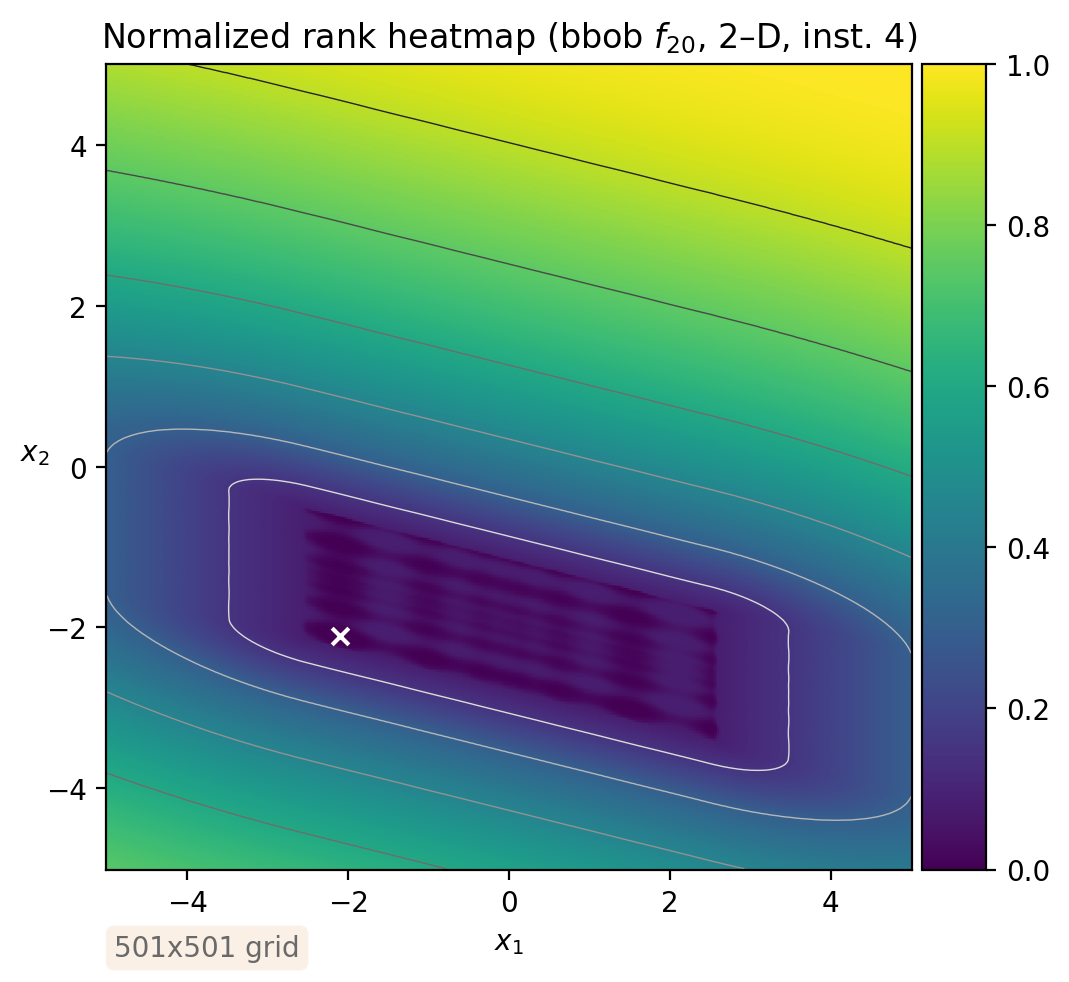 Normalized rank heatmap (bbob f₂₀, 2–D, inst. 4)
1.0
0.8
0.6
0.4
0.2
0.0
4
2
0
−2
−4
x₂
−4 −2 0 2 4
x₁
501x501 grid